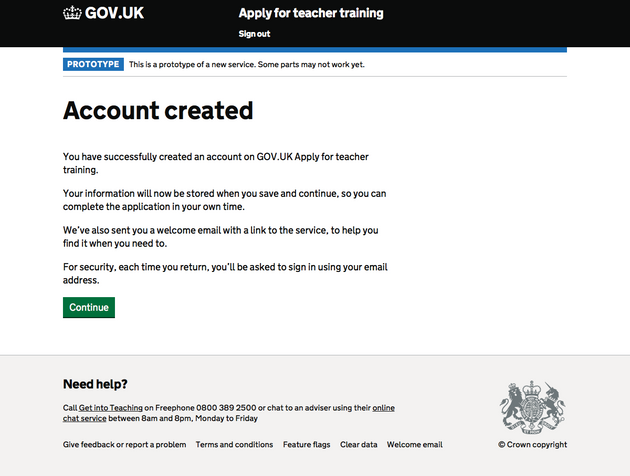 GOV.UK Apply for teacher training
Sign out
PROTOTYPE This is a prototype of a new service. Some parts may not work yet.
Account created
You have successfully created an account on GOV.UK Apply for teacher
training.
Your information will now be stored when you save and continue, so you can
complete the application in your own time.
We’ve also sent you a welcome email with a link to the service, to help you
find it when you need to.
For security, each time you return, you’ll be asked to sign in using your email
address.
Continue
Need help?
Call Get into Teaching on Freephone 0800 389 2500 or chat to an adviser using their online
chat service between 8am and 8pm, Monday to Friday
Give feedback or report a problem Terms and conditions Feature flags Clear data Welcome email
© Crown copyright